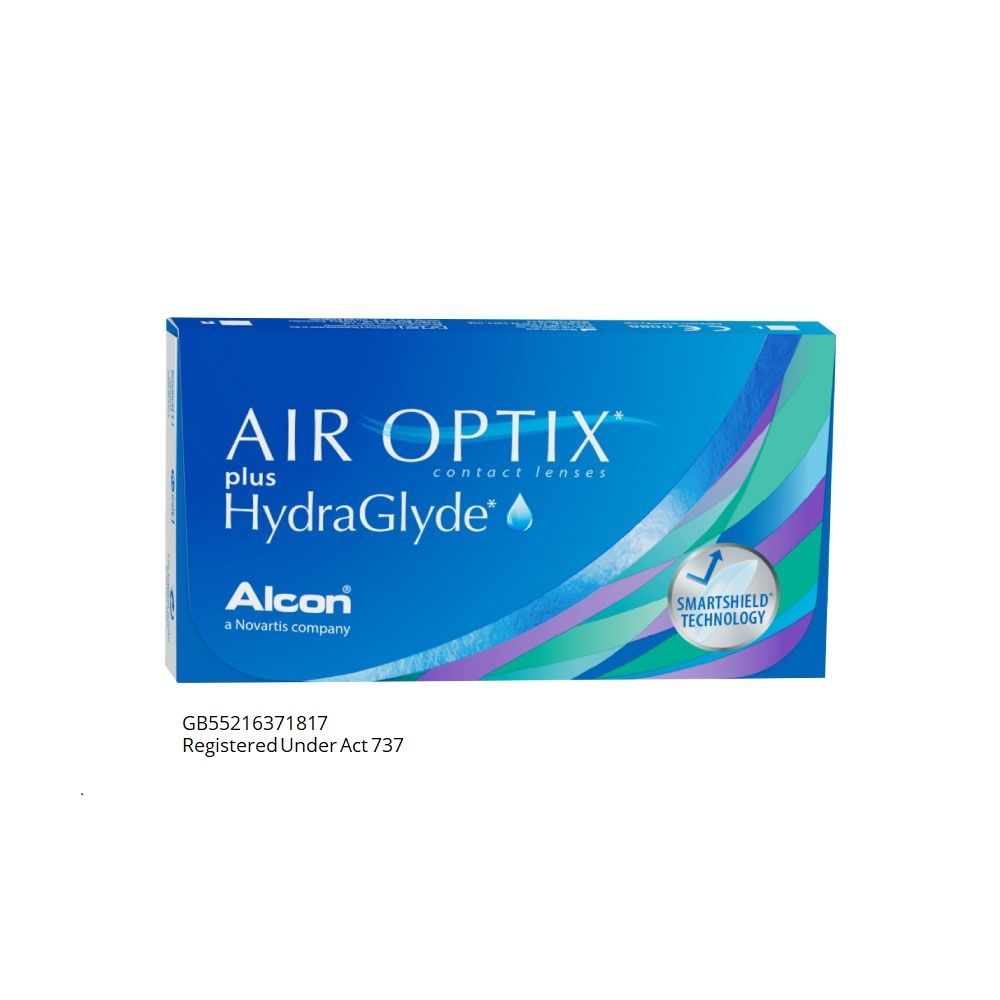 AIR OPTIX*
contact lenses
plus
HydraGlyde*
Alcon®
a Novartis company
SMARTSHIELD*
TECHNOLOGY
GB55216371817
Registered Under Act 737